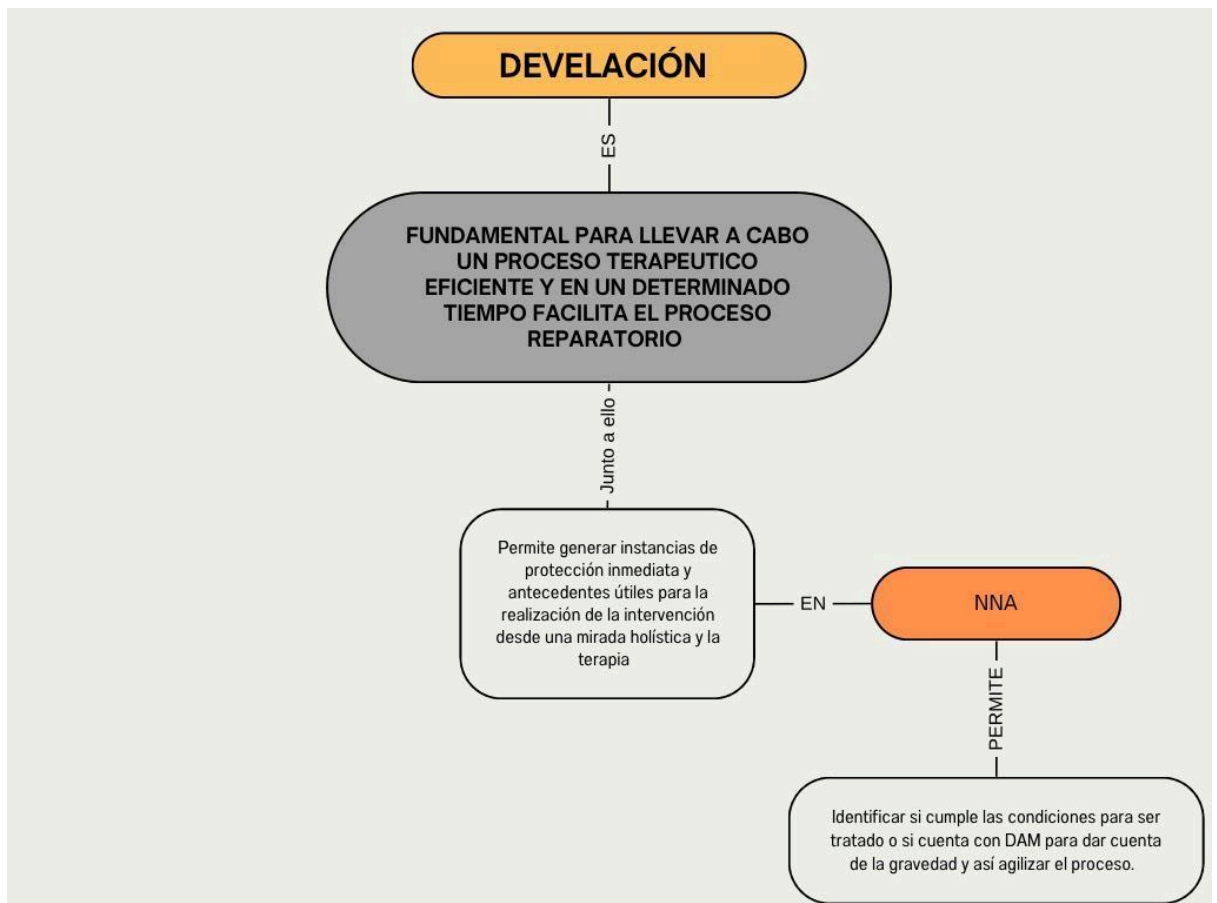 DEVELACIÓN
ES
FUNDAMENTAL PARA LLEVAR A CABO
UN PROCESO TERAPEUTICO
EFICIENTE Y EN UN DETERMINADO
TIEMPO FACILITA EL PROCESO
REPARATORIO
Junto a ello
Permite generar instancias de
protección inmediata y
antecedentes útiles para la
realización de la intervención
desde una mirada holística y la
terapia
EN
NNA
PERMITE
Identificar si cumple las condiciones para ser
tratado o si cuenta con DAM para dar cuenta
de la gravedad y así agilizar el proceso.